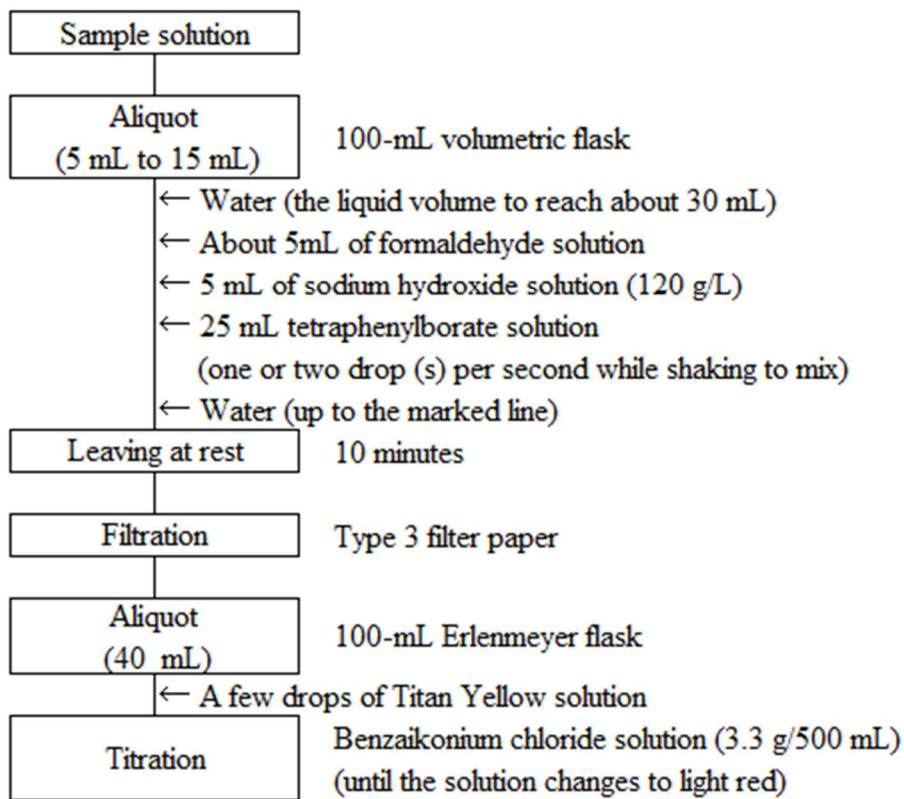 Sample solution
Aliquot
(5 mL to 15 mL)
100-mL volumetric flask
← Water (the liquid volume to reach about 30 mL)
← About 5mL of formaldehyde solution
← 5 mL of sodium hydroxide solution (120 g/L)
← 25 mL tetraphenylborate solution
(one or two drop (s) per second while shaking to mix)
← Water (up to the marked line)
Leaving at rest
10 minutes
Filtration
Type 3 filter paper
Aliquot
(40 mL)
100-mL Erlenmeyer flask
← A few drops of Titan Yellow solution
Titration
Benzaikonium chloride solution (3.3 g/500 mL)
(until the solution changes to light red)